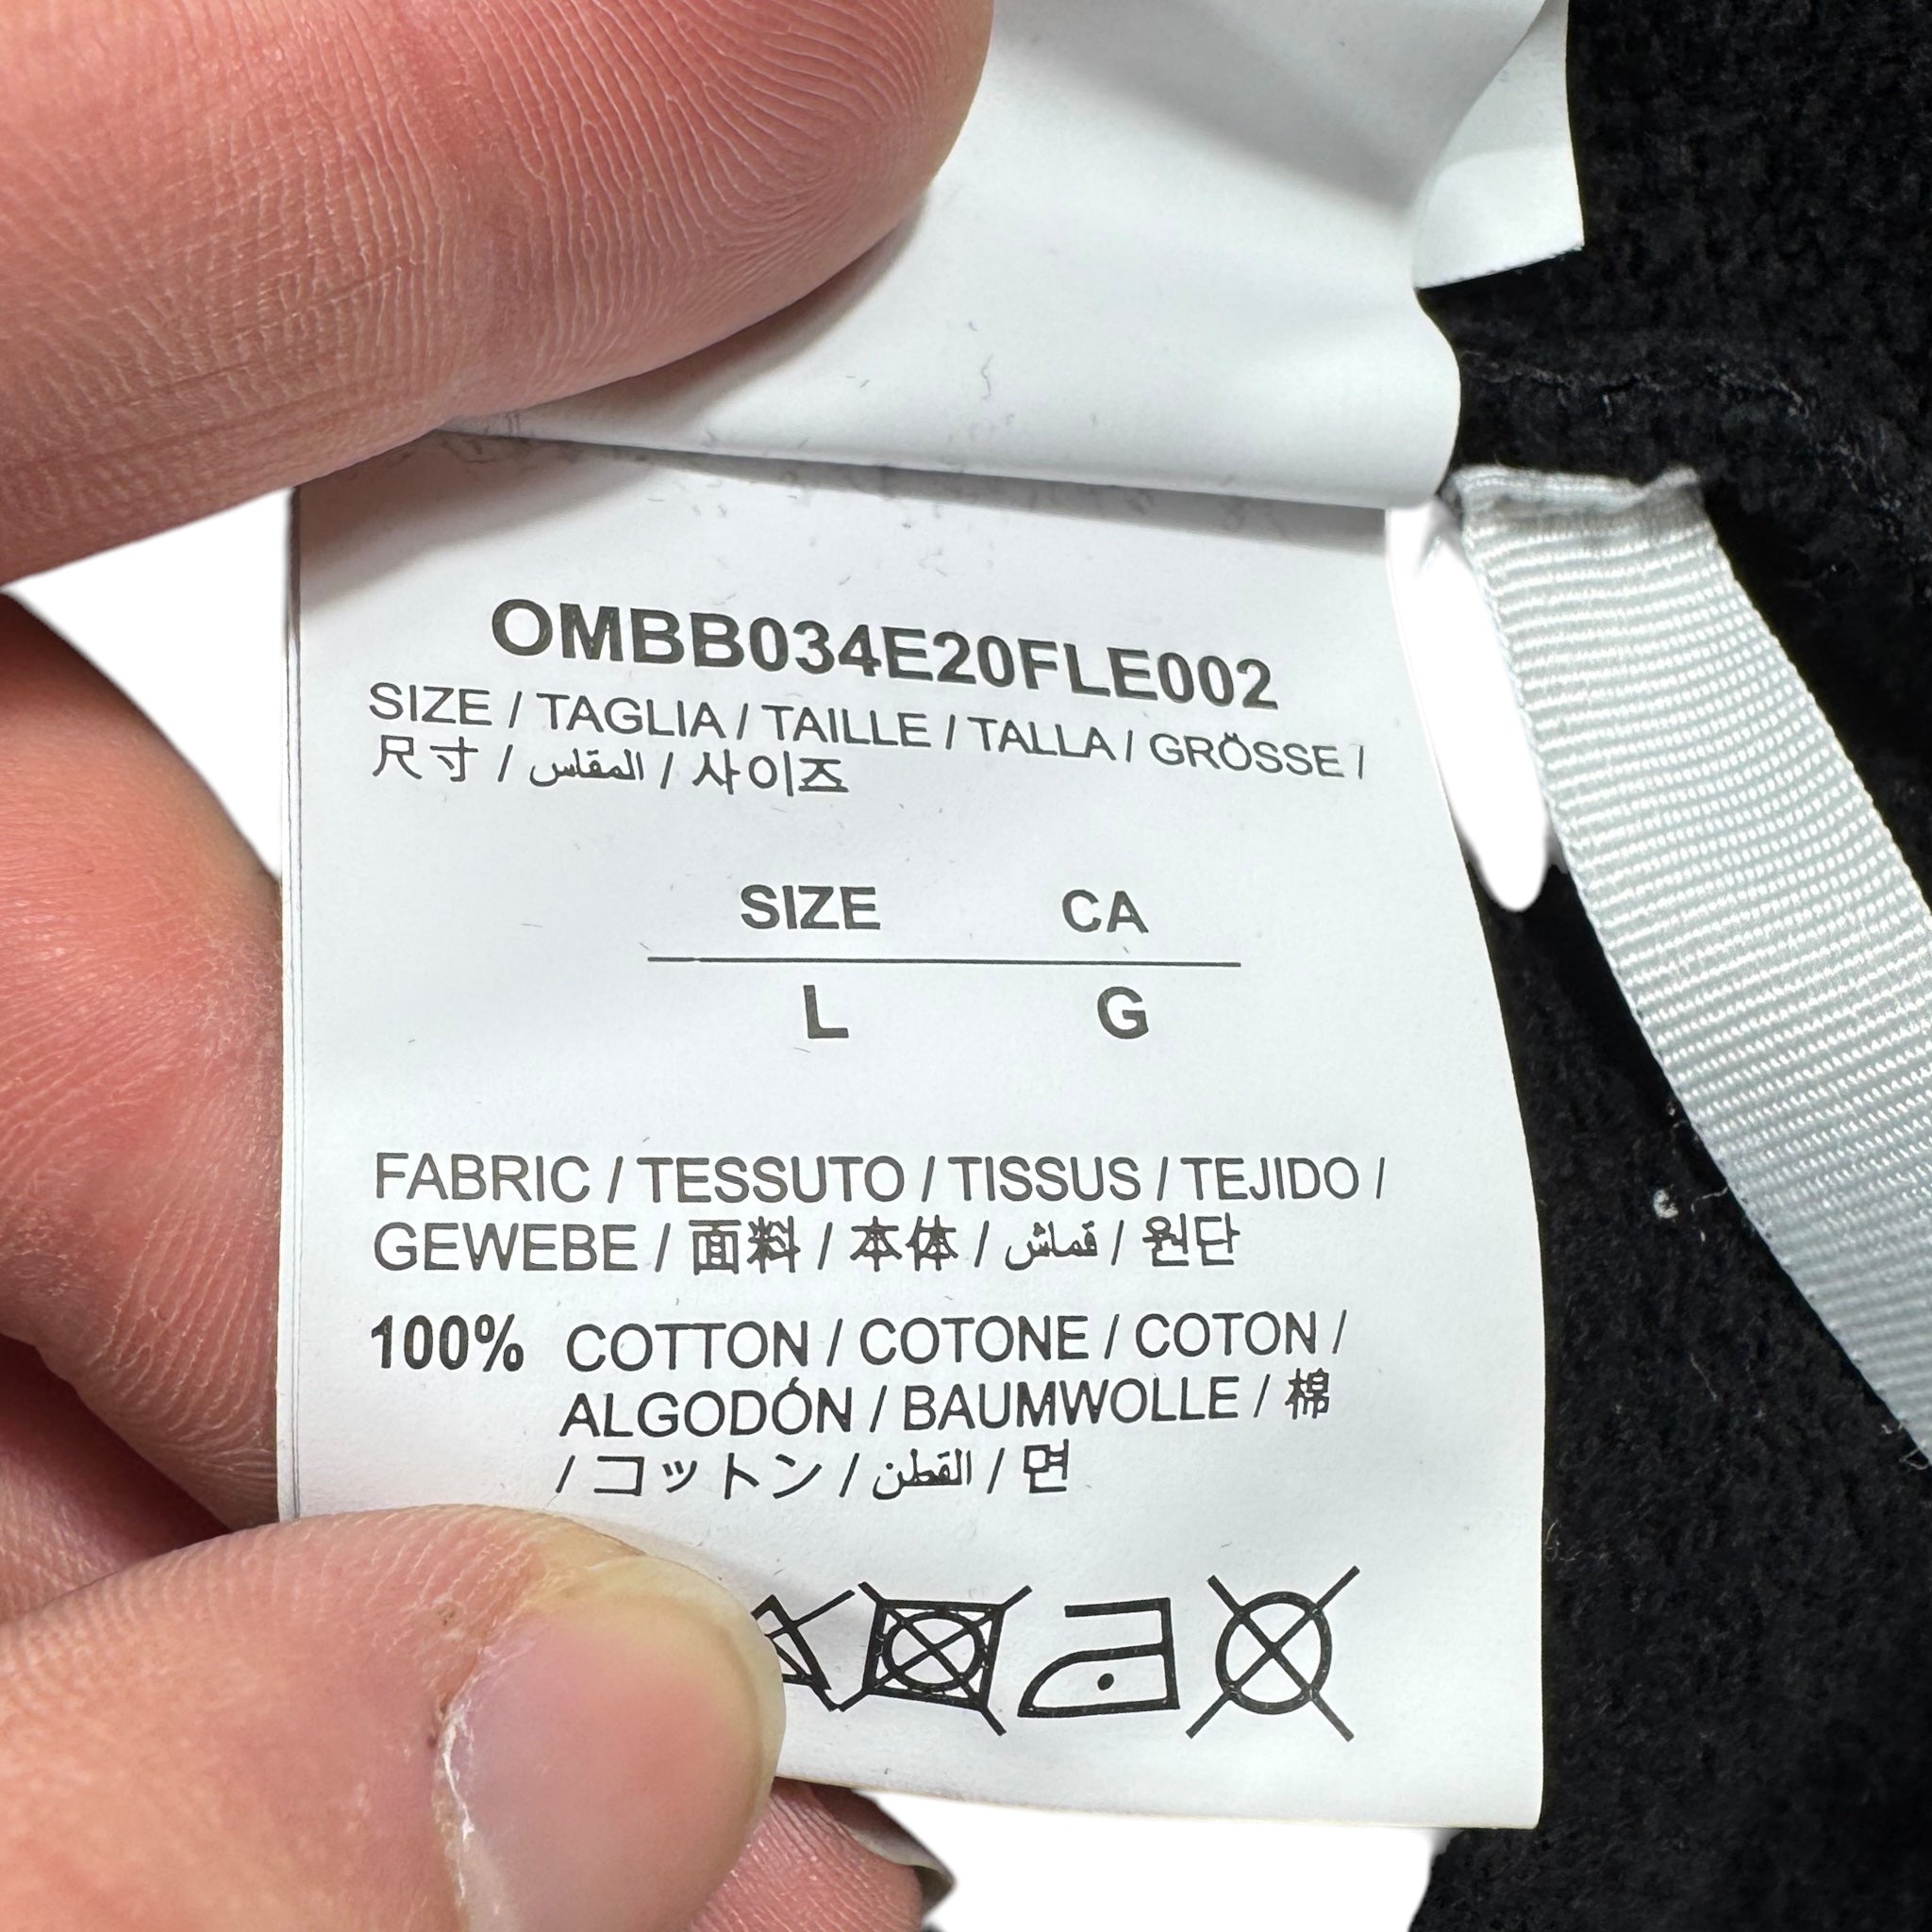 OMBB034E20FLE002
SIZE / TAGLIA / TAILLE / TALLA / GRÖSSE /
尺寸 / المقاس / 사이즈
SIZE CA
L G
FABRIC / TESSUTO / TISSUS / TEJIDO /
GEWEBE / 面料 / 本体 / قماش / 원단
100% COTTON / COTONE / COTON /
ALGODÓN / BAUMWOLLE / 棉
/ コットン / القطن / 면